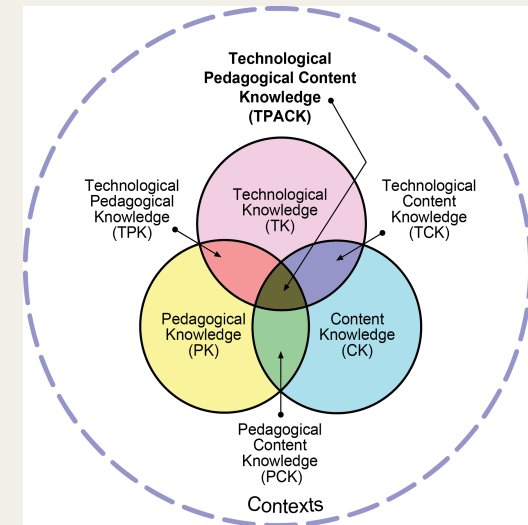 Technological
Pedagogical Content
Knowledge
(TPACK)
Technological
Pedagogical
Knowledge
(TPK)
Technological
Knowledge
(TK)
Technological
Content
Knowledge
(TCK)
Pedagogical
Knowledge
(PK)
Content
Knowledge
(CK)
Pedagogical
Content
Knowledge
(PCK)
Contexts